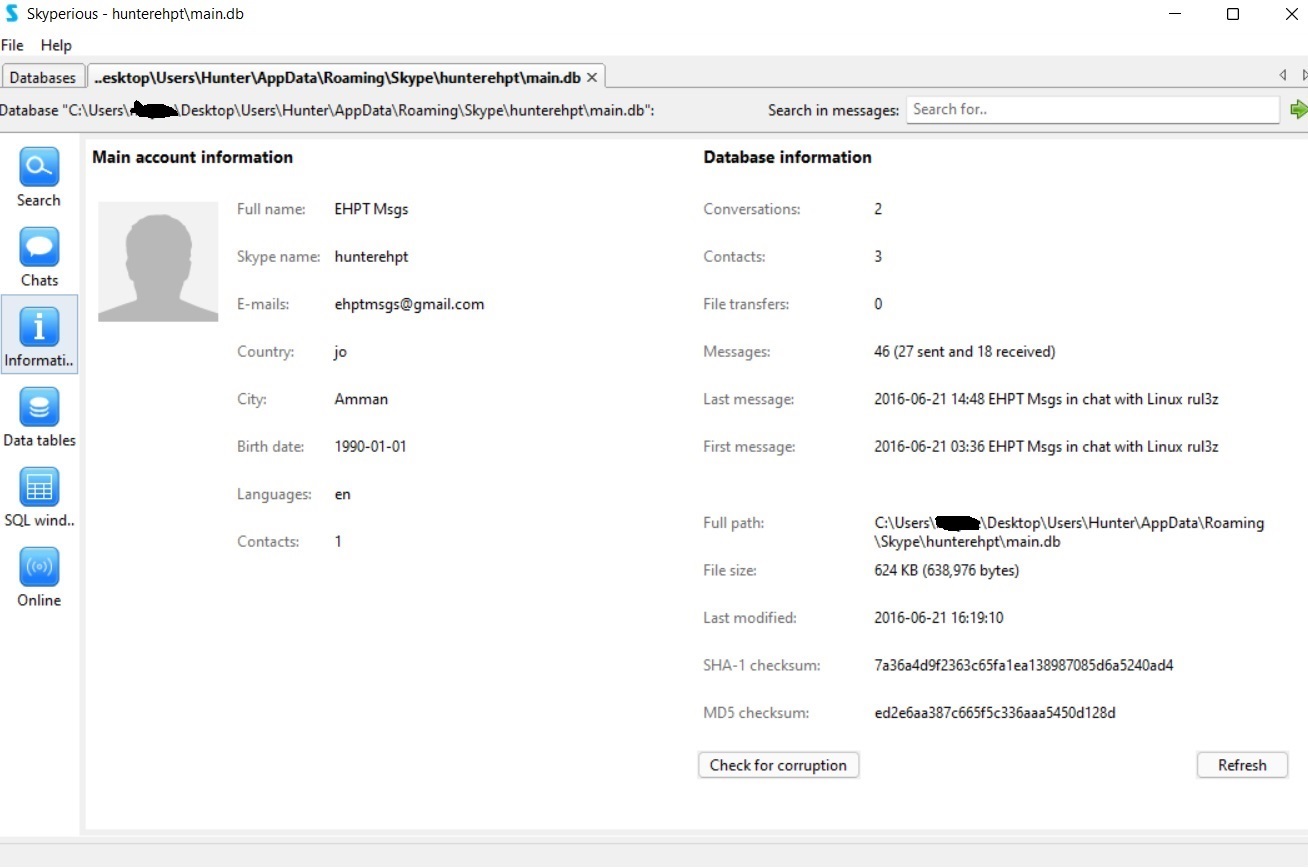 Skyperious - hunterehpt\main.db
File Help
Databases ..esktop\Users\Hunter\AppData\Roaming\Skype\hunterehpt\main.db
Database "C:\Users\ \Desktop\Users\Hunter\AppData\Roaming\Skype\hunterehpt\main.db": Search in messages: Search for..
Search
Chats
Informati..
Data tables
SQL wind..
Online
Main account information
Full name: EHPT Msgs
Skype name: hunterehpt
E-mails: ehptmsgs@gmail.com
Country: jo
City: Amman
Birth date: 1990-01-01
Languages: en
Contacts: 1
Database information
Conversations: 2
Contacts: 3
File transfers: 0
Messages: 46 (27 sent and 18 received)
Last message: 2016-06-21 14:48 EHPT Msgs in chat with Linux rul3z
First message: 2016-06-21 03:36 EHPT Msgs in chat with Linux rul3z
Full path: C:\Users\ \Desktop\Users\Hunter\AppData\Roaming
\Skype\hunterehpt\main.db
File size: 624 KB (638,976 bytes)
Last modified: 2016-06-21 16:19:10
SHA-1 checksum: 7a36a4d9f2363c65fa1ea138987085d6a5240ad4
MD5 checksum: ed2e6aa387c665f5c336aaa5450d128d
Check for corruption Refresh